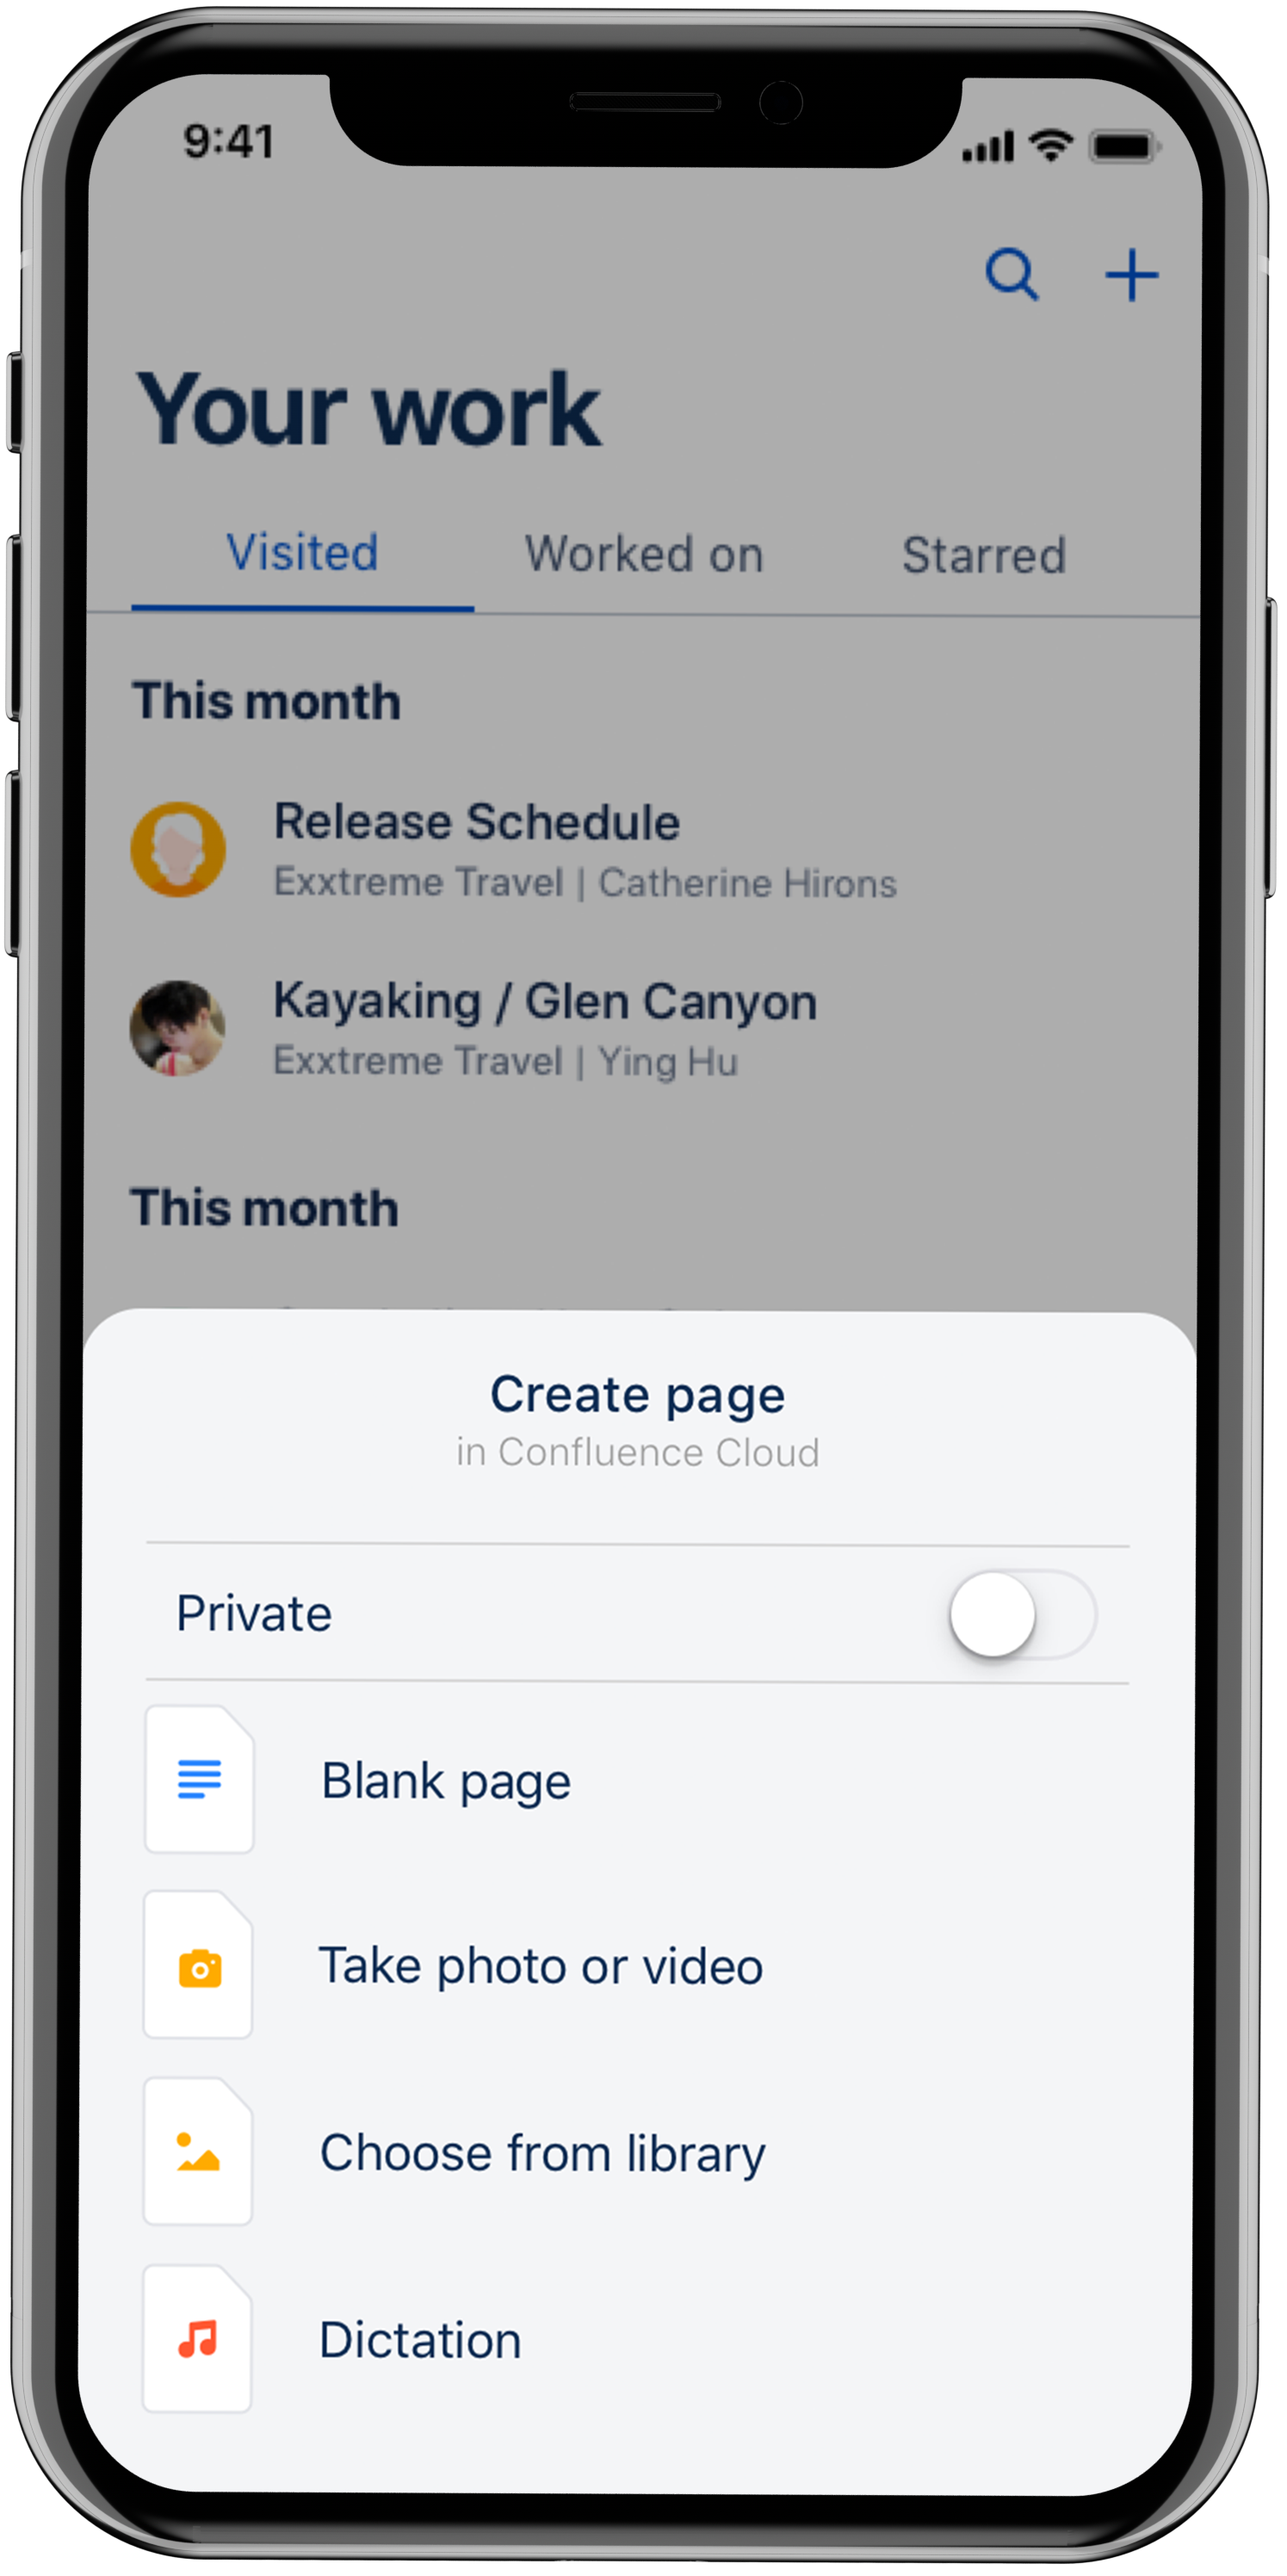 9:41
Your work
Visited Worked on Starred
This month
Release Schedule
Exxtreme Travel | Catherine Hirons
Kayaking / Glen Canyon
Exxtreme Travel | Ying Hu
This month
Create page
in Confluence Cloud
Private
Blank page
Take photo or video
Choose from library
Dictation